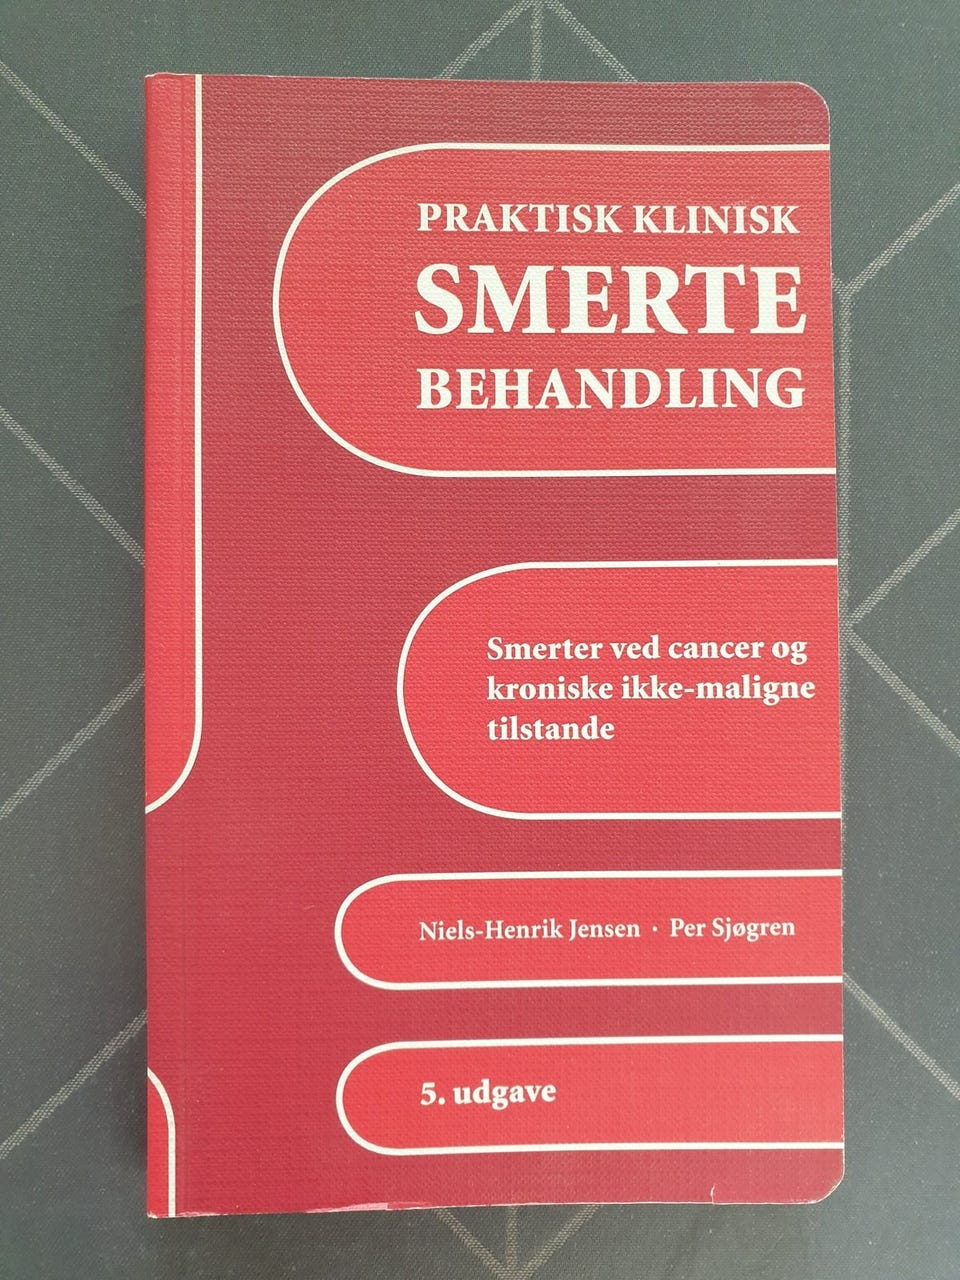 PRAKTISK KLINISK
SMERTE
BEHANDLING
Smerter ved cancer og
kroniske ikke-maligne
tilstande
Niels-Henrik Jensen · Per Sjøgren
5. udgave